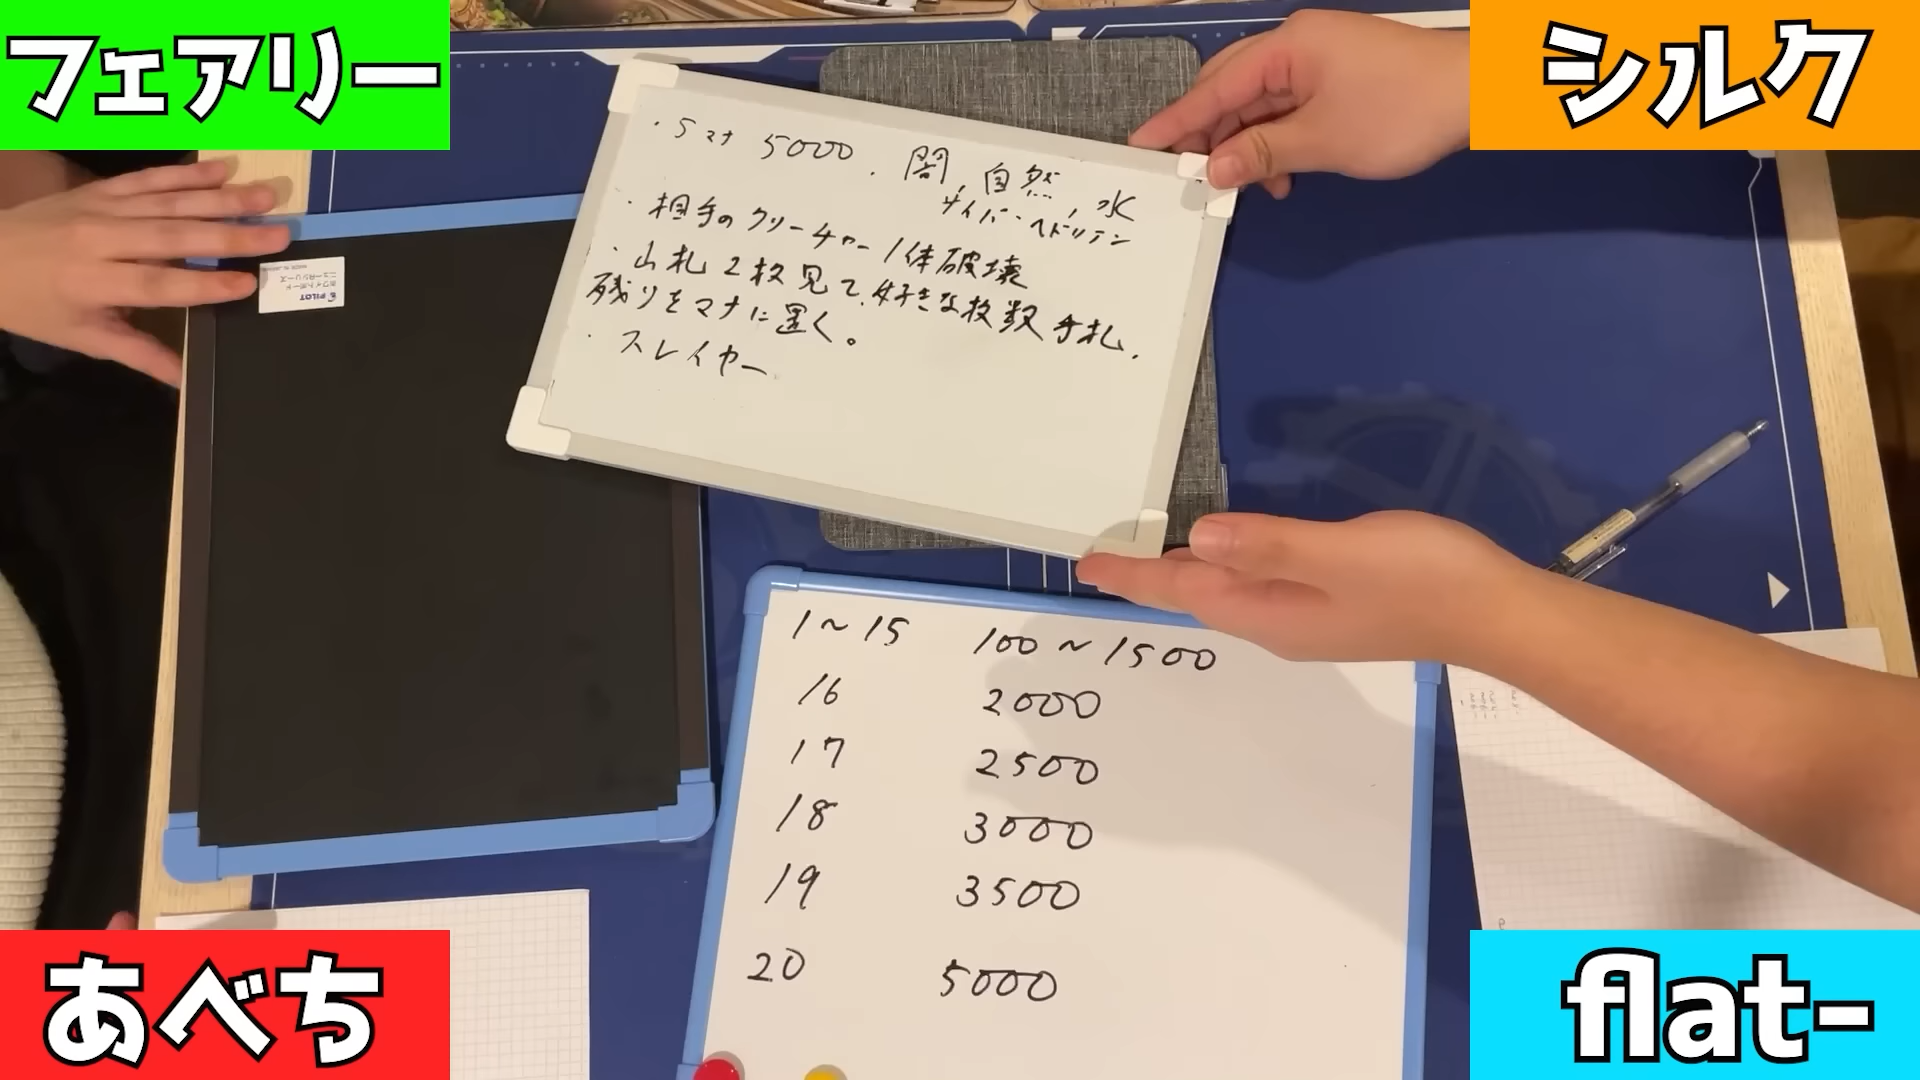 フェアリー
シルク
・5マナ 5000. 闇,自然,水
サイバー・ヘドリアン
・相手のクリーチャー1体破壊
・山札2枚見て、好きな枚数手札、
残りをマナに置く。
・スレイヤー
PILOT
1〜15 100〜1500
16 2000
17 2500
18 3000
19 3500
20 5000
あべち
flat-